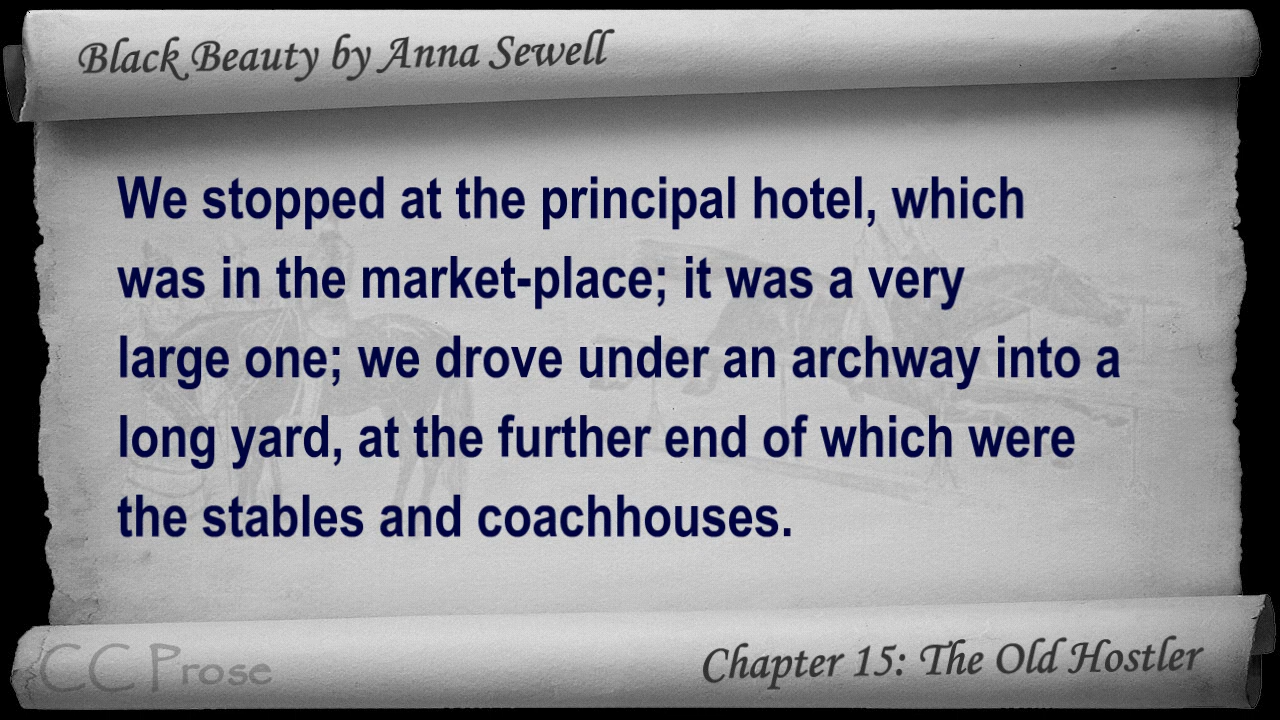 Black Beauty by Anna Sewell
We stopped at the principal hotel, which
was in the market-place; it was a very
large one; we drove under an archway into a
long yard, at the further end of which were
the stables and coachhouses.
CC Prose
Chapter 15: The Old Hostler